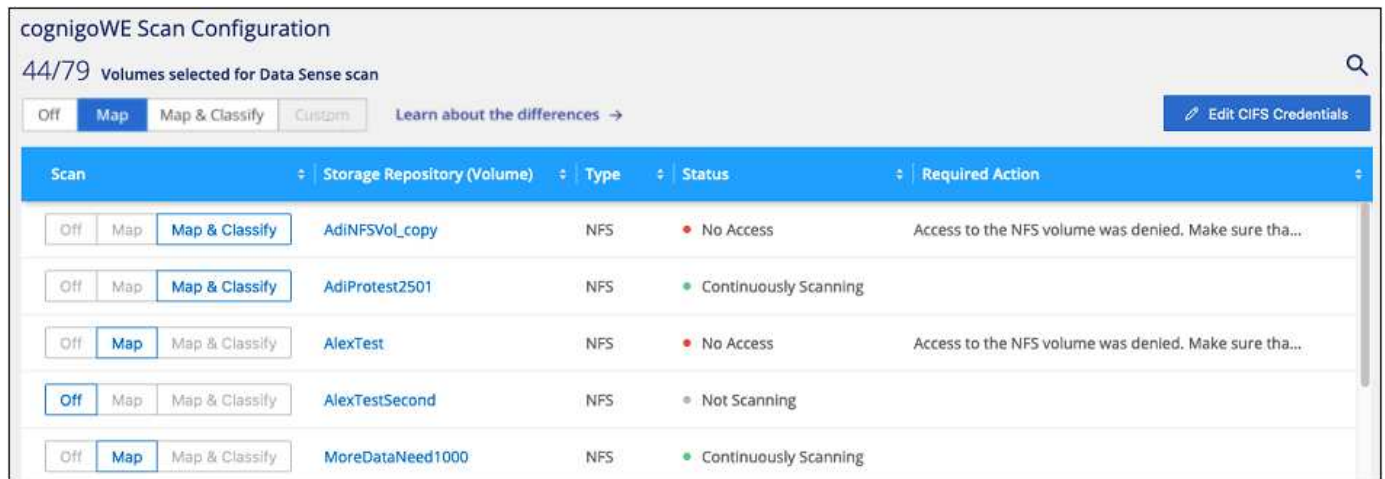 cognigoWE Scan Configuration
44/79 Volumes selected for Data Sense scan
Off Map Map & Classify Custom Learn about the differences → Edit CIFS Credentials
Scan Storage Repository (Volume) Type Status Required Action
Off Map Map & Classify AdiNFSVol_copy NFS No Access Access to the NFS volume was denied. Make sure tha...
Off Map Map & Classify AdiProtest2501 NFS Continuously Scanning
Off Map Map & Classify AlexTest NFS No Access Access to the NFS volume was denied. Make sure tha...
Off Map Map & Classify AlexTestSecond NFS Not Scanning
Off Map Map & Classify MoreDataNeed1000 NFS Continuously Scanning